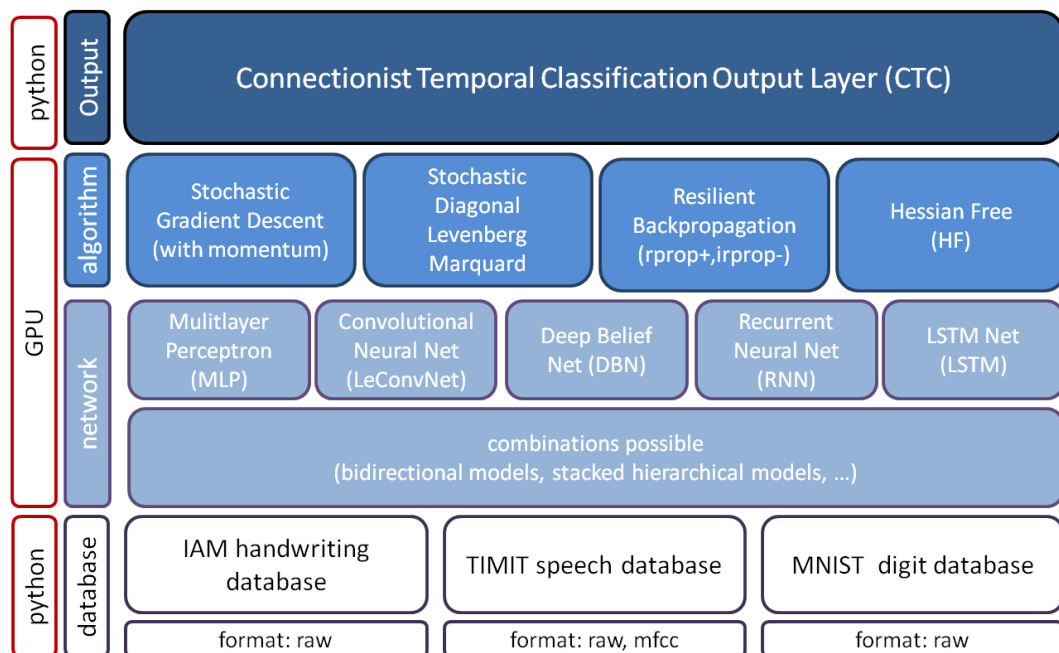 python
Output
Connectionist Temporal Classification Output Layer (CTC)
GPU
algorithm
Stochastic
Gradient Descent
(with momentum)
Stochastic
Diagonal
Levenberg
Marquard
Resilient
Backpropagation
(rprop+,irprop-)
Hessian Free
(HF)
network
Mulitlayer
Perceptron
(MLP)
Convolutional
Neural Net
(LeConvNet)
Deep Belief
Net (DBN)
Recurrent
Neural Net
(RNN)
LSTM Net
(LSTM)
combinations possible
(bidirectional models, stacked hierarchical models, ...)
python
database
IAM handwriting
database
TIMIT speech database
MNIST digit database
format: raw
format: raw, mfcc
format: raw